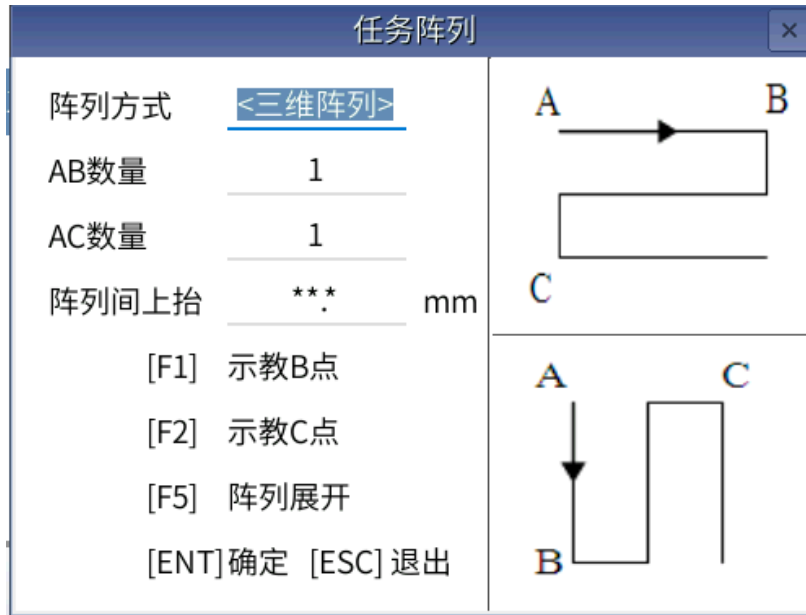 任务阵列
×
阵列方式 <三维阵列>
AB数量 1
AC数量 1
阵列间上抬 **.* mm
[F1] 示教B点
[F2] 示教C点
[F5] 阵列展开
[ENT]确定 [ESC]退出
A B
C
A C
B